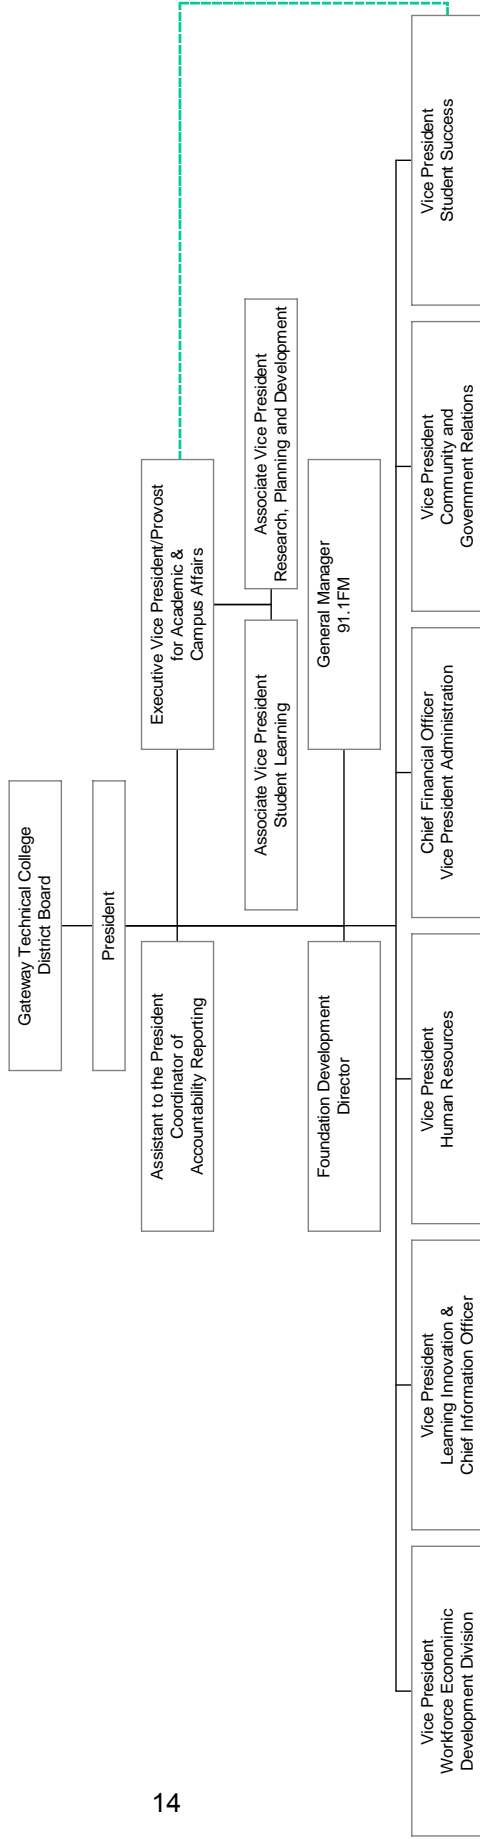 Gateway Technical College
District Board
President
Assistant to the President
Coordinator of
Accountability Reporting
Executive Vice President/Provost
for Academic &
Campus Affairs
Associate Vice President
Student Learning
Associate Vice President
Research, Planning and Development
Foundation Development
Director
General Manager
91.1FM
Vice President
Workforce Econonimic
Development Division
Vice President
Learning Innovation &
Chief Information Officer
Vice President
Human Resources
Chief Financial Officer
Vice President Administration
Vice President
Community and
Government Relations
Vice President
Student Success
14